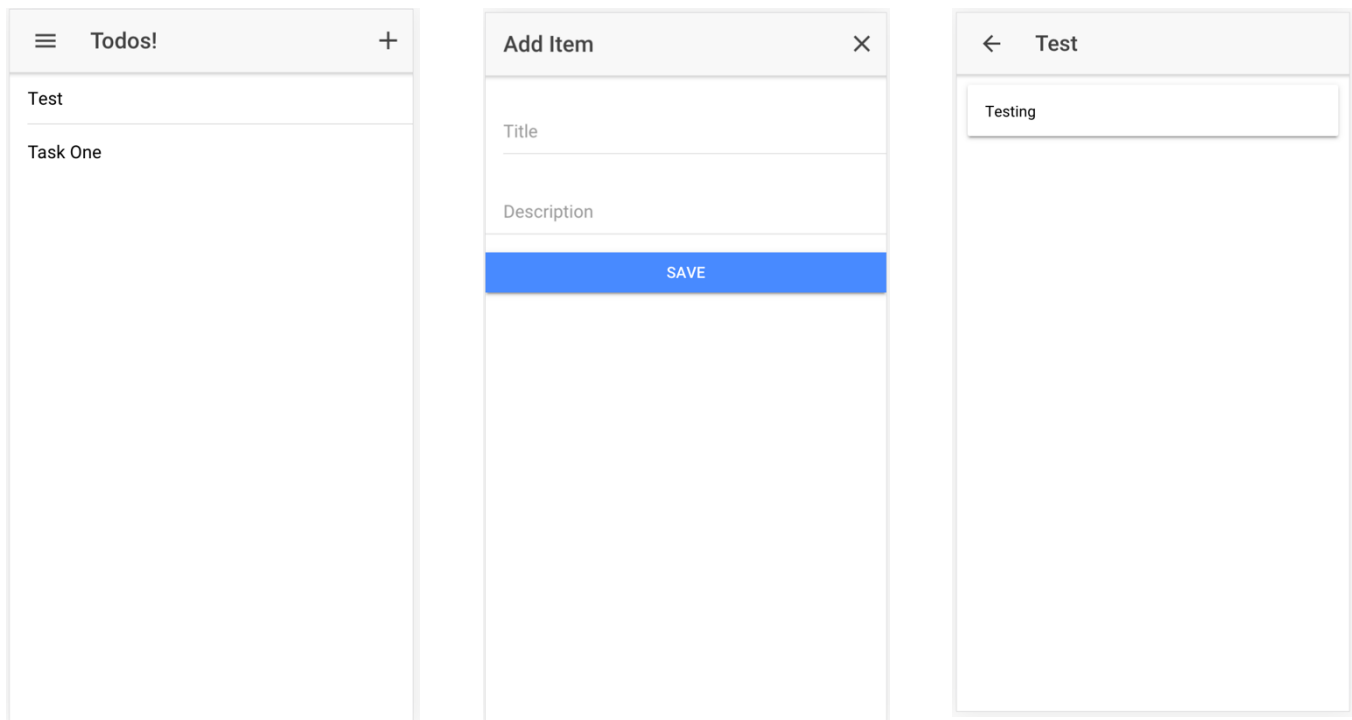 Todos!
Test
Task One
Add Item
Title
Description
SAVE
Test
Testing